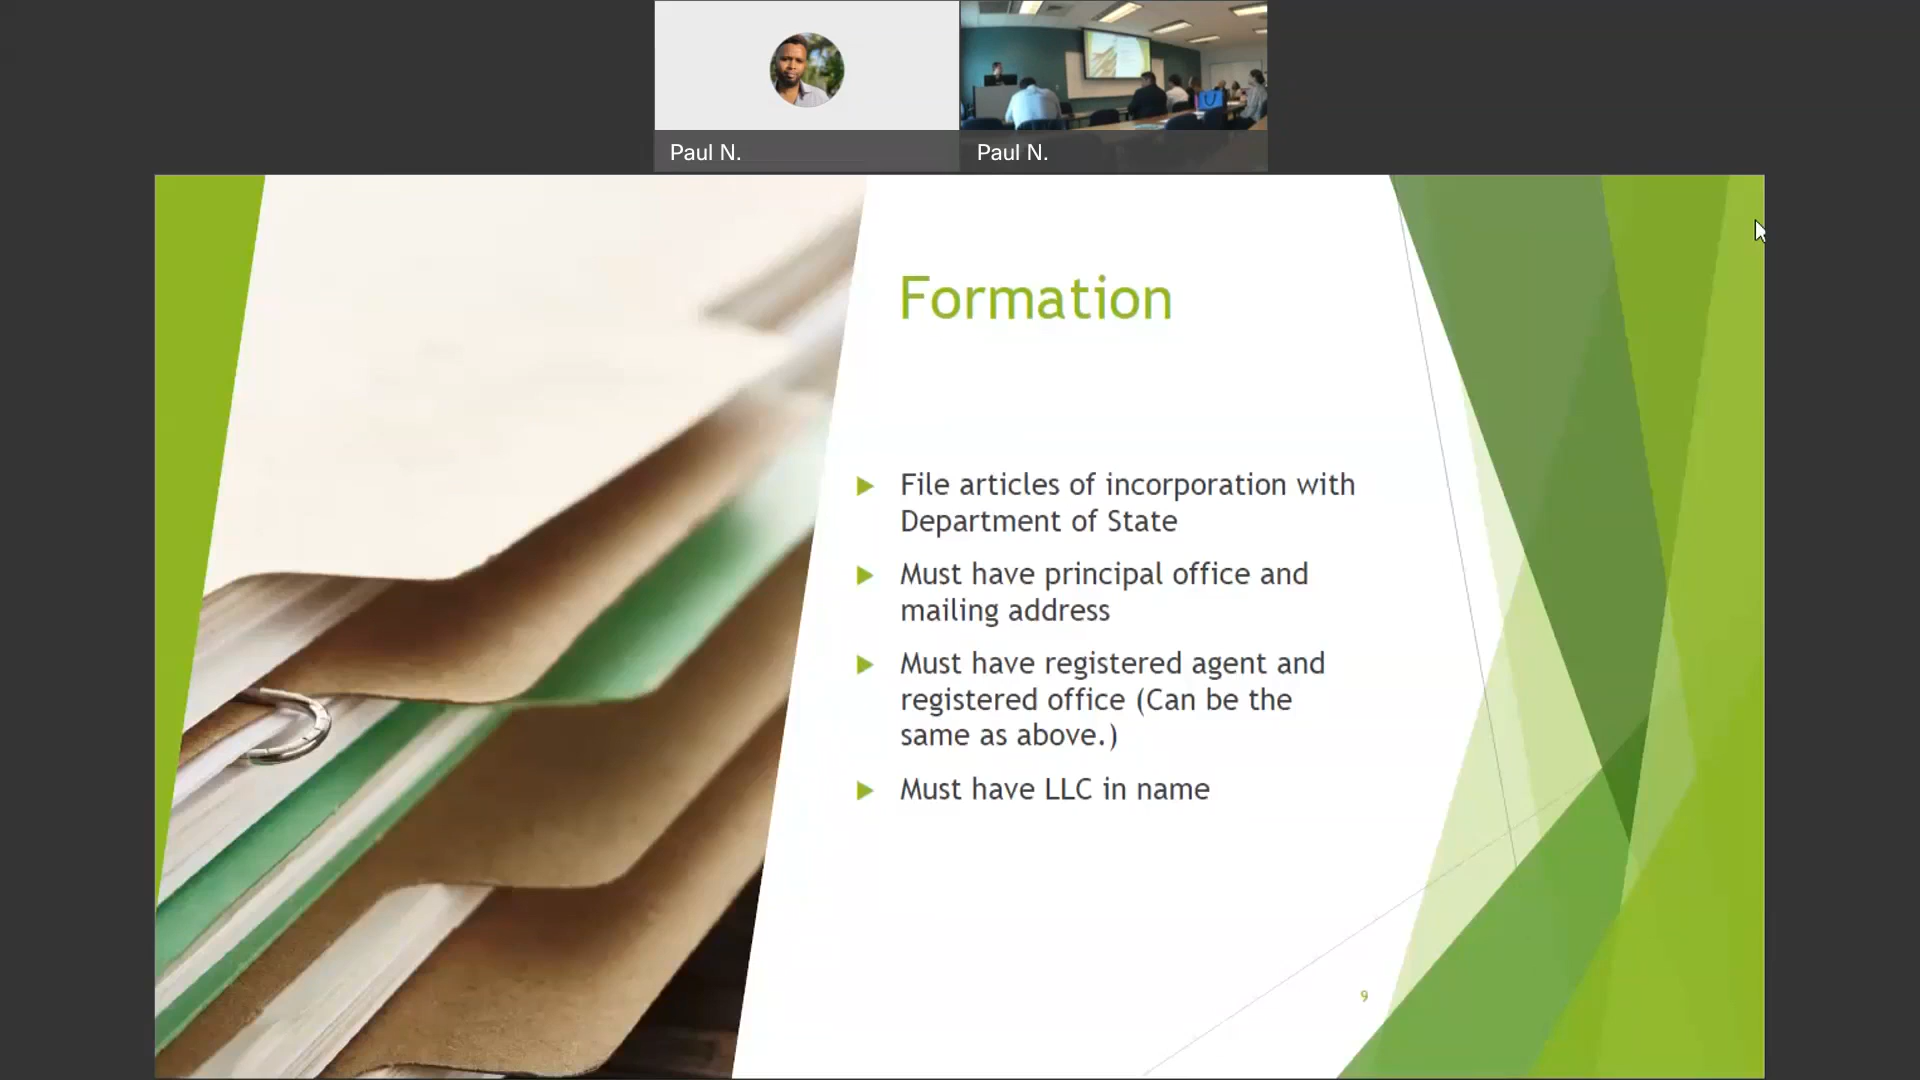 Paul N.
Paul N.
Formation
File articles of incorporation with
Department of State
Must have principal office and
mailing address
Must have registered agent and
registered office (Can be the
same as above.)
Must have LLC in name
9